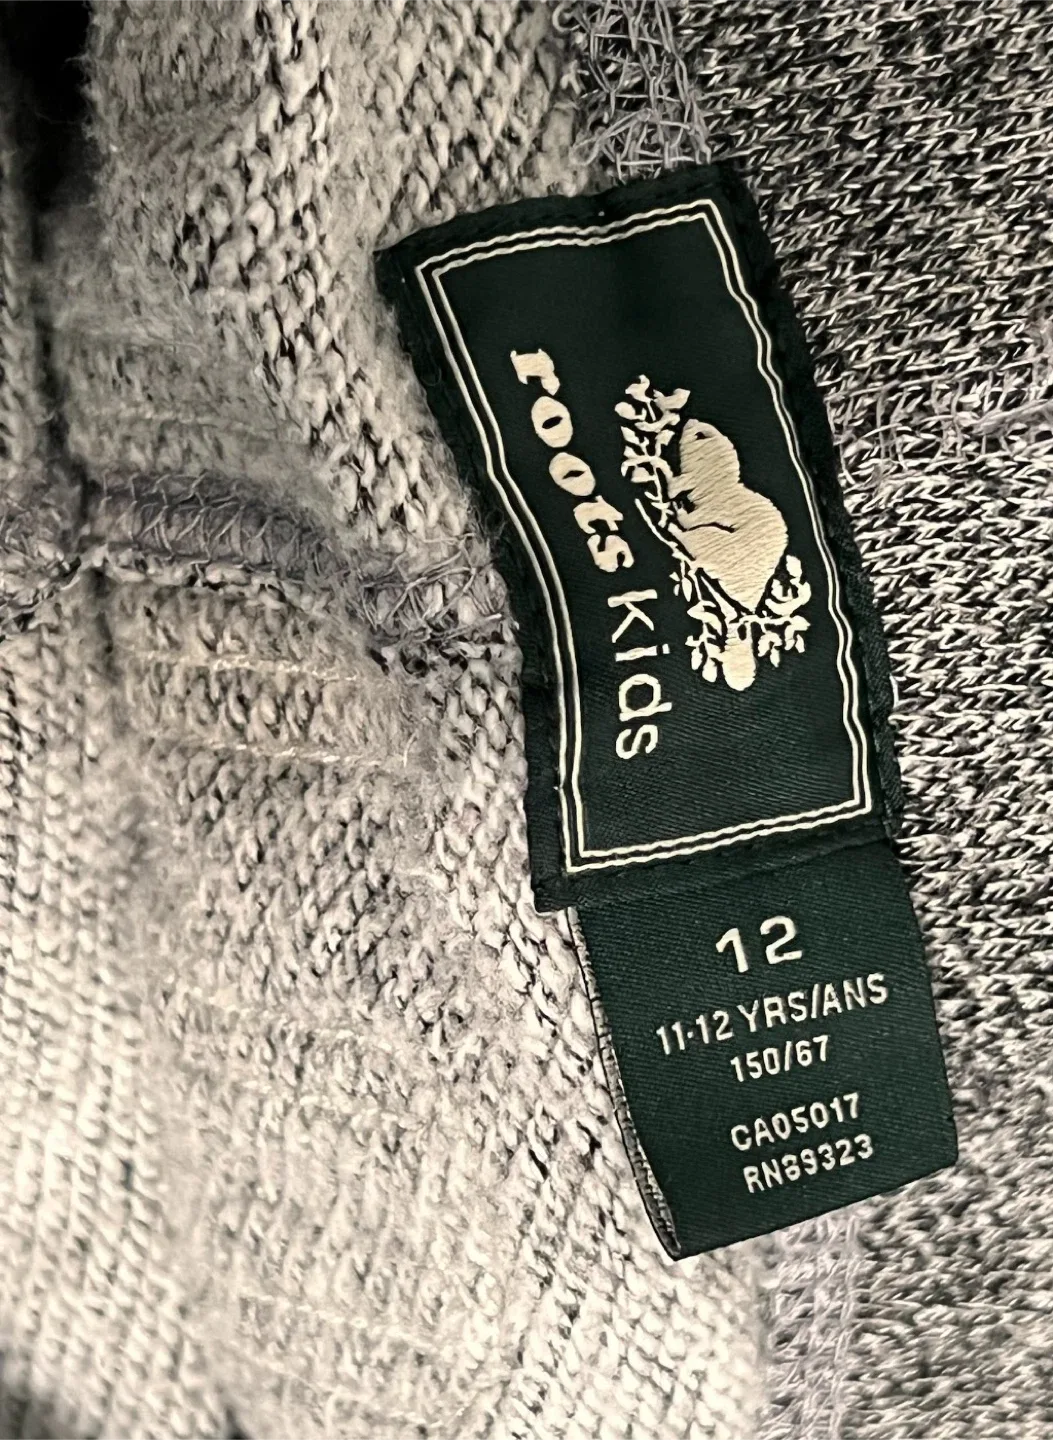 roots kids
12
11-12 YRS/ANS
150/67
CA05017
RN89323